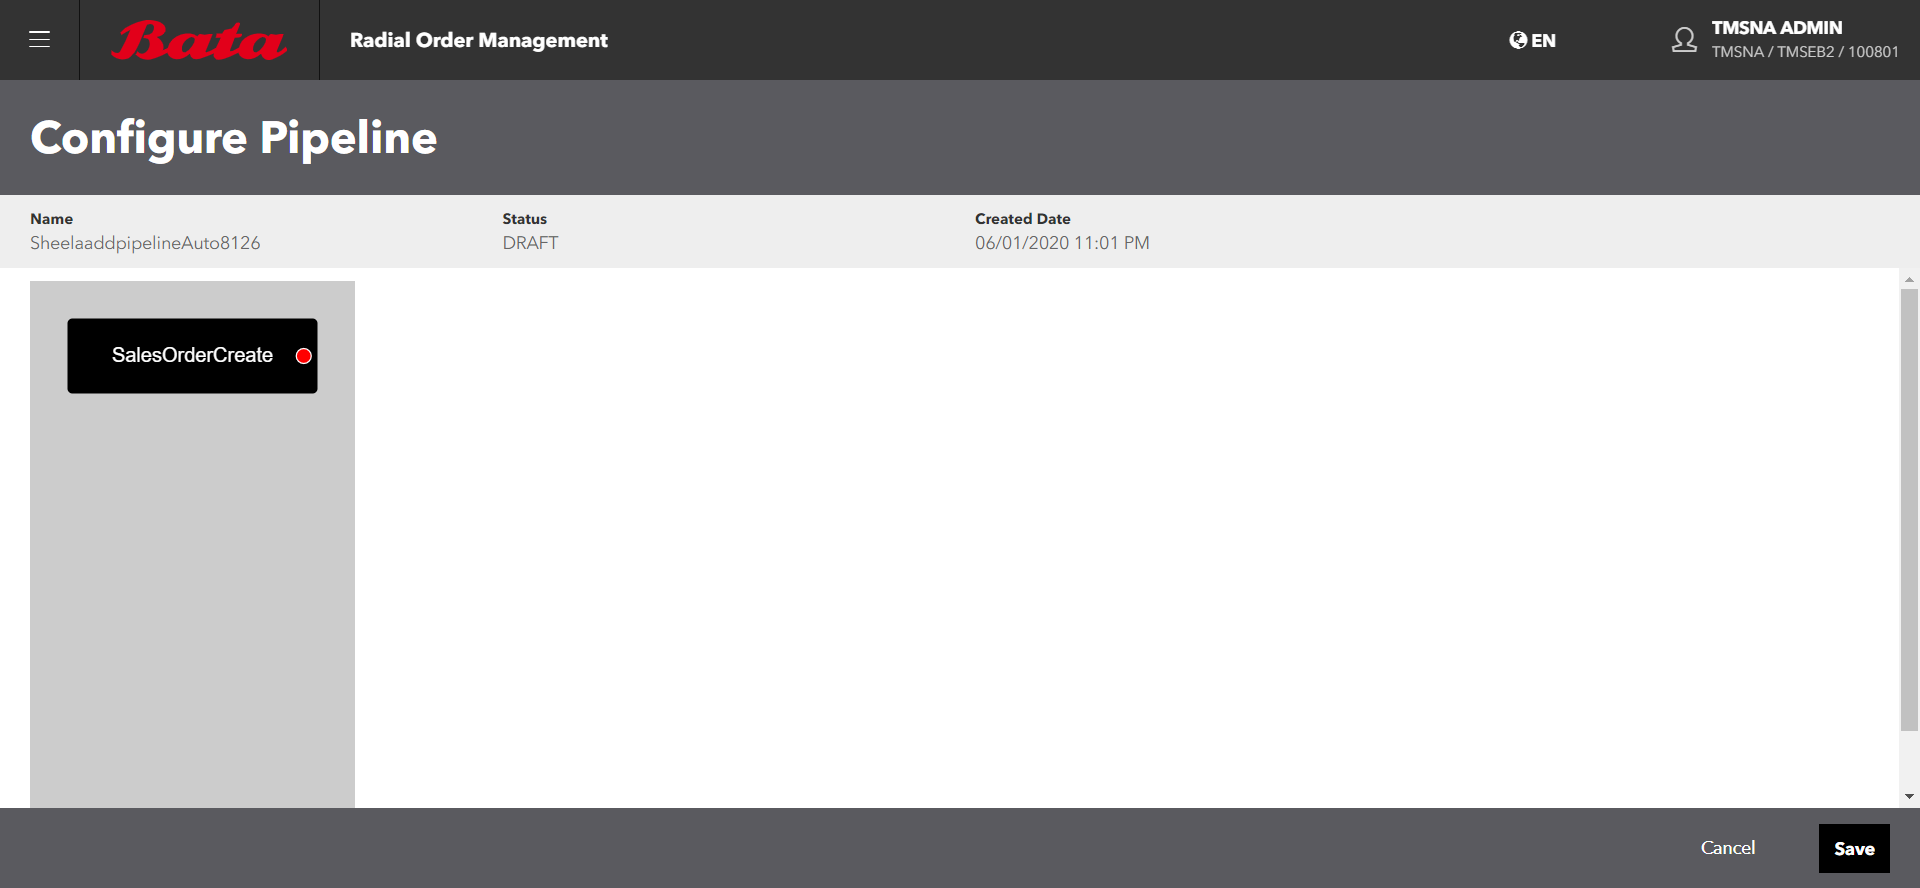 Bata
Radial Order Management
EN
TMSNA ADMIN
TMSNA / TMSEB2 / 100801
Configure Pipeline
Name
SheelaaddpipelineAuto8126
Status
DRAFT
Created Date
06/01/2020 11:01 PM
SalesOrderCreate
Cancel
Save